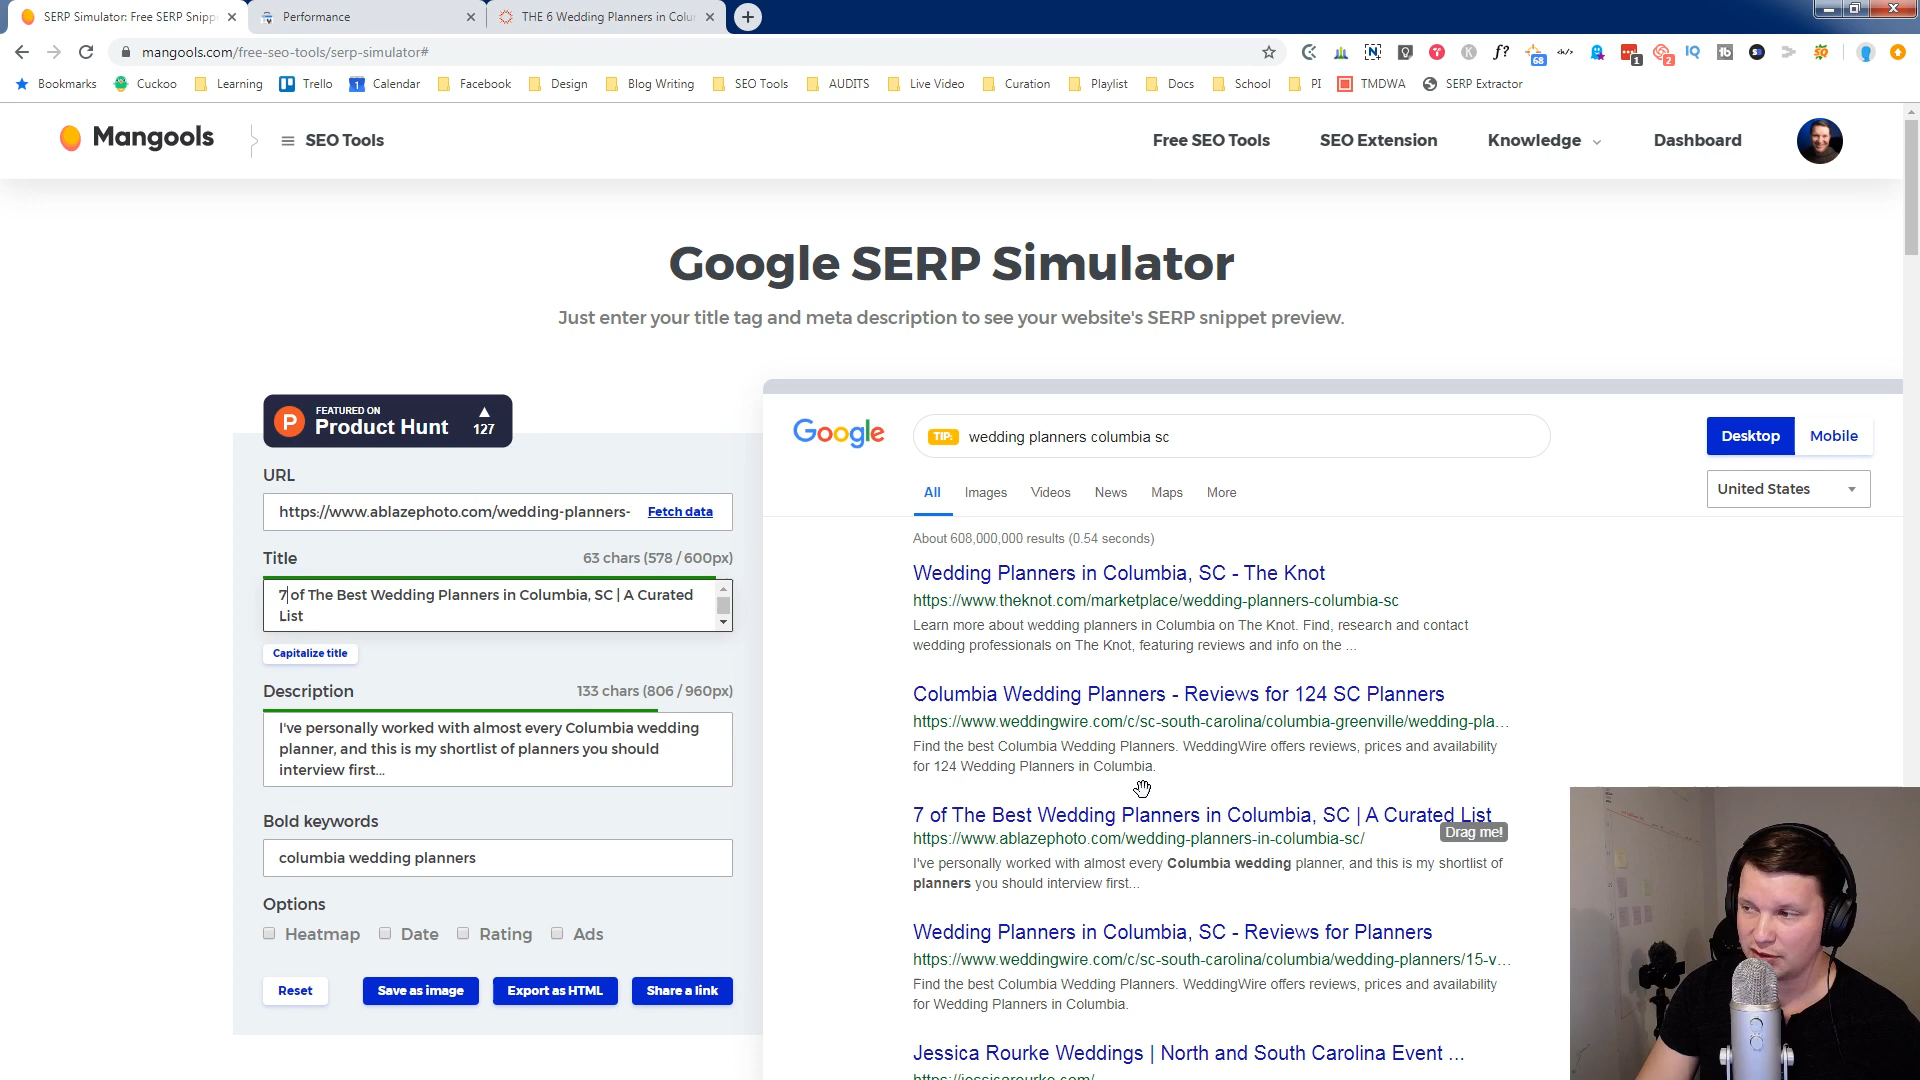 SERP Simulator: Free SERP Snipp
Performance
THE 6 Wedding Planners in Colu
mangools.com/free-seo-tools/serp-simulator#
68
1
2
Bookmarks
Cuckoo
Learning
Trello
Calendar
Facebook
Design
Blog Writing
SEO Tools
AUDITS
Live Video
Curation
Playlist
Docs
School
PI
TMDWA
SERP Extractor
Mangools
SEO Tools
Free SEO Tools
SEO Extension
Knowledge
Dashboard
Google SERP Simulator
Just enter your title tag and meta description to see your website's SERP snippet preview.
FEATURED ON
Product Hunt
127
URL
https://www.ablazephoto.com/wedding-planners-
Fetch data
Title
63 chars (578 / 600px)
7 of The Best Wedding Planners in Columbia, SC | A Curated
List
Capitalize title
Description
133 chars (806 / 960px)
I've personally worked with almost every Columbia wedding
planner, and this is my shortlist of planners you should
interview first...
Bold keywords
columbia wedding planners
Options
Heatmap
Date
Rating
Ads
Reset
Save as image
Export as HTML
Share a link
Google
TIP:
wedding planners columbia sc
Desktop
Mobile
All
Images
Videos
News
Maps
More
United States
About 608,000,000 results (0.54 seconds)
Wedding Planners in Columbia, SC - The Knot
https://www.theknot.com/marketplace/wedding-planners-columbia-sc
Learn more about wedding planners in Columbia on The Knot. Find, research and contact
wedding professionals on The Knot, featuring reviews and info on the ...
Columbia Wedding Planners - Reviews for 124 SC Planners
https://www.weddingwire.com/c/sc-south-carolina/columbia-greenville/wedding-pla...
Find the best Columbia Wedding Planners. WeddingWire offers reviews, prices and availability
for 124 Wedding Planners in Columbia.
7 of The Best Wedding Planners in Columbia, SC | A Curated List
Drag me!
https://www.ablazephoto.com/wedding-planners-in-columbia-sc/
I've personally worked with almost every Columbia wedding planner, and this is my shortlist of
planners you should interview first...
Wedding Planners in Columbia, SC - Reviews for Planners
https://www.weddingwire.com/c/sc-south-carolina/columbia/wedding-planners/15-v...
Find the best Columbia Wedding Planners. WeddingWire offers reviews, prices and availability
for Wedding Planners in Columbia.
Jessica Rourke Weddings | North and South Carolina Event ...
https://jessicarourke.com/